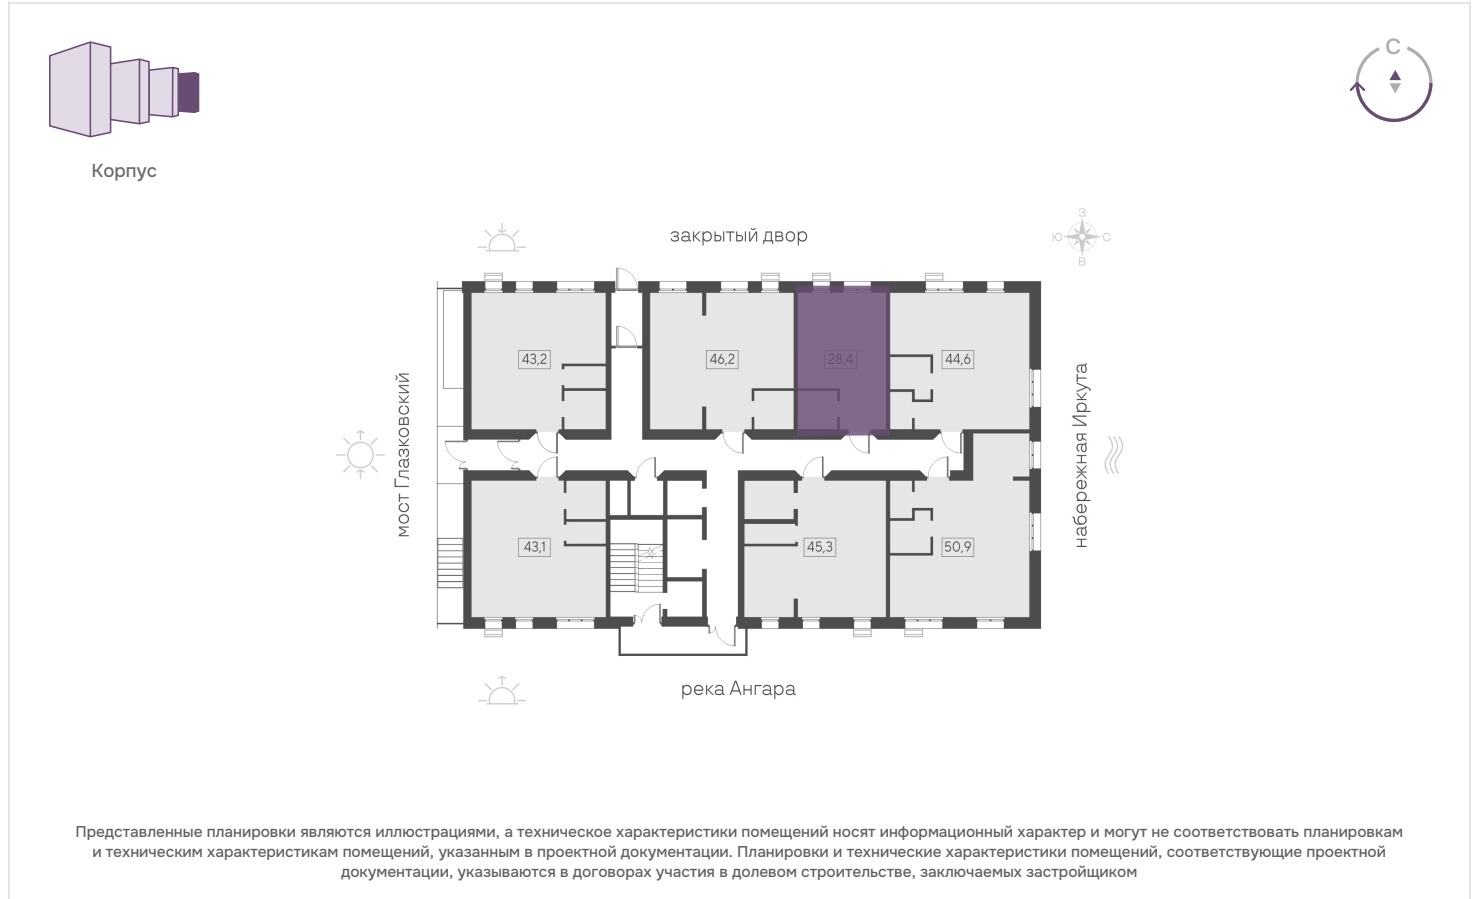 С
Корпус
закрытый двор
З
Ю
С
В
43,2
46,2
28,4
44,6
мост Глазковский
набережная Иркута
43,1
45,3
50,9
река Ангара
Представленные планировки являются иллюстрациями, а техническое характеристики помещений носят информационный характер и могут не соответствовать планировкам
и техническим характеристикам помещений, указанным в проектной документации. Планировки и технические характеристики помещений, соответствующие проектной
документации, указываются в договорах участия в долевом строительстве, заключаемых застройщиком